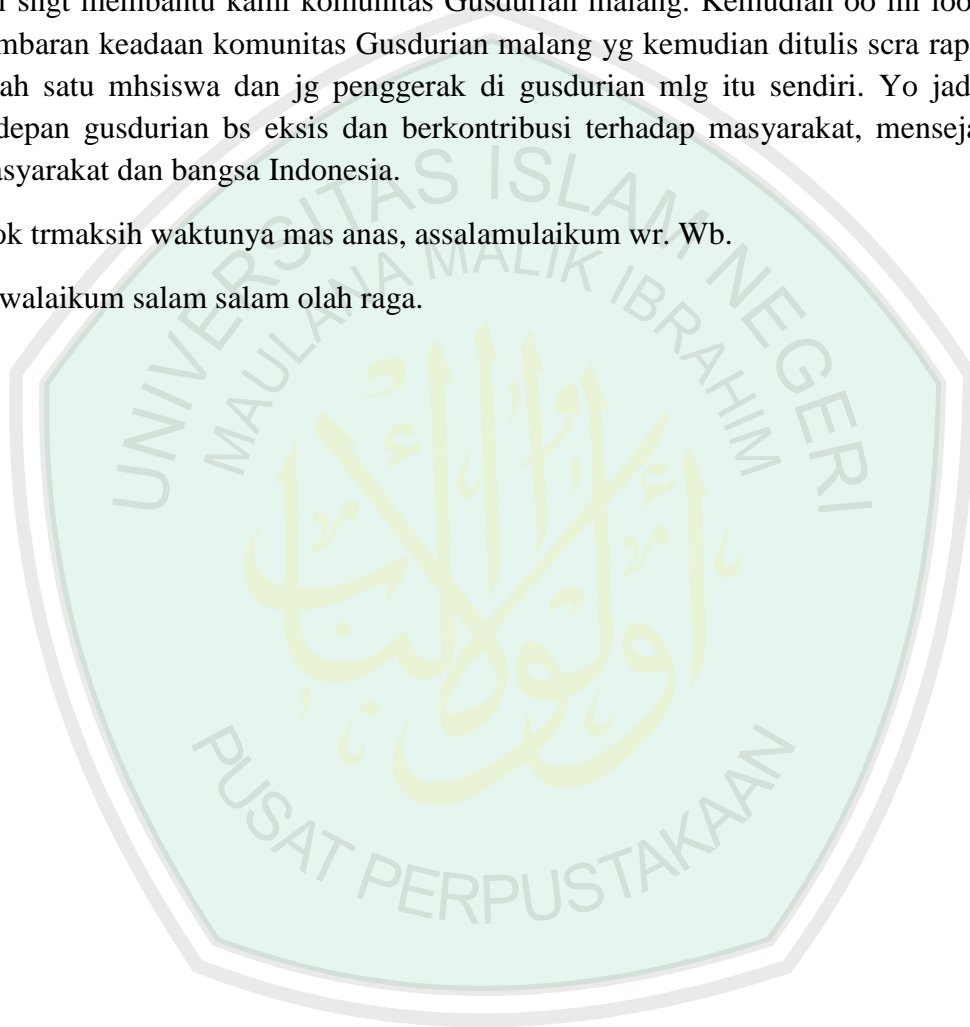 sngt membantu kami komunitas Gusdurian malang. Kemudian oo ini loo
mbaran keadaan komunitas Gusdurian malang yg kemudian ditulis scra rap
ah satu mhsiswa dan jg penggerak di gusdurian mlg itu sendiri. Yo jad
depan gusdurian bs eksis dan berkontribusi terhadap masyarakat, menseja
asyarakat dan bangsa Indonesia.
ok trmaksih waktunya mas anas, assalamulaikum wr. Wb.
walaikum salam salam olah raga.
UNIVERSITAS ISLAM NEGERI
MAULANA MALIK IBRAHIM
أولوا الألباب
PUSAT PERPUSTAKAAN